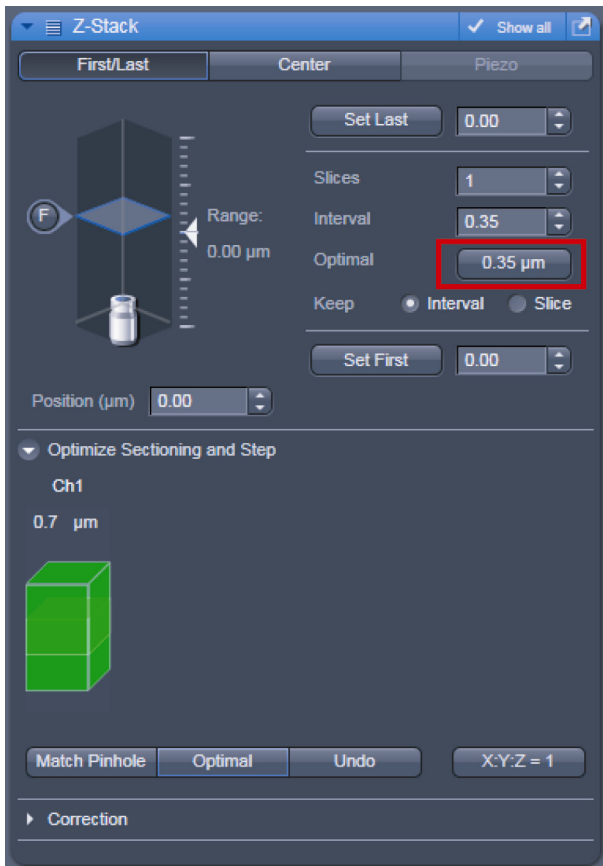 Z-Stack
Show all
First/Last
Center
Piezo
Set Last
0.00
Slices
1
F
Range:
Interval
0.35
0.00 µm
Optimal
0.35 µm
Keep
Interval
Slice
Set First
0.00
Position (µm)
0.00
Optimize Sectioning and Step
Ch1
0.7 µm
Match Pinhole
Optimal
Undo
X:Y:Z = 1
Correction